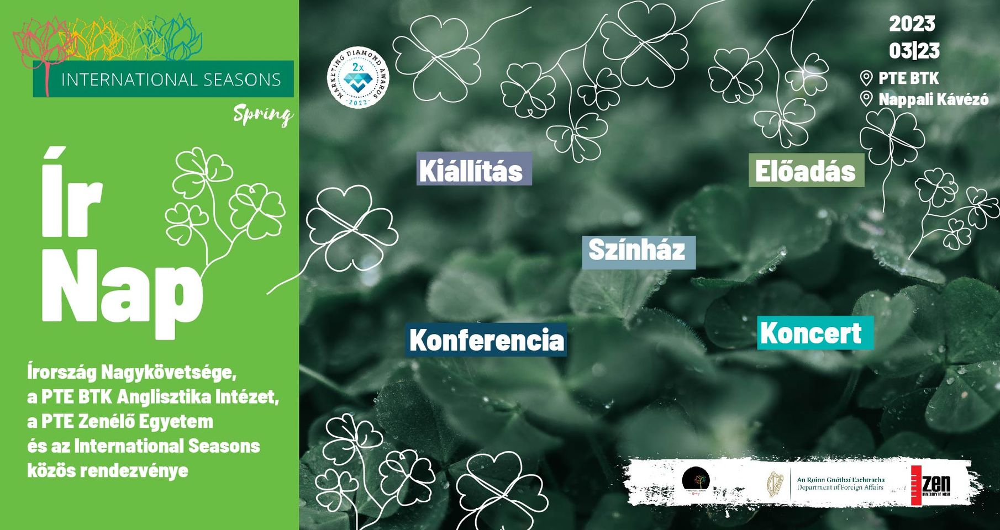 INTERNATIONAL SEASONS
Spring
Ír
Nap
Írország Nagykövetsége,
a PTE BTK Anglisztika Intézet,
a PTE Zenélő Egyetem
és az International Seasons
közös rendezvénye
MARKETING DIAMOND AWARDS
2x
·2022·
2023
03|23
PTE BTK
Nappali Kávézó
Kiállítás
Előadás
Színház
Konferencia
Koncert
Spring
An Roinn Gnóthaí Eachtracha
Department of Foreign Affairs
zen
UNIVERSITY OF MUSIC